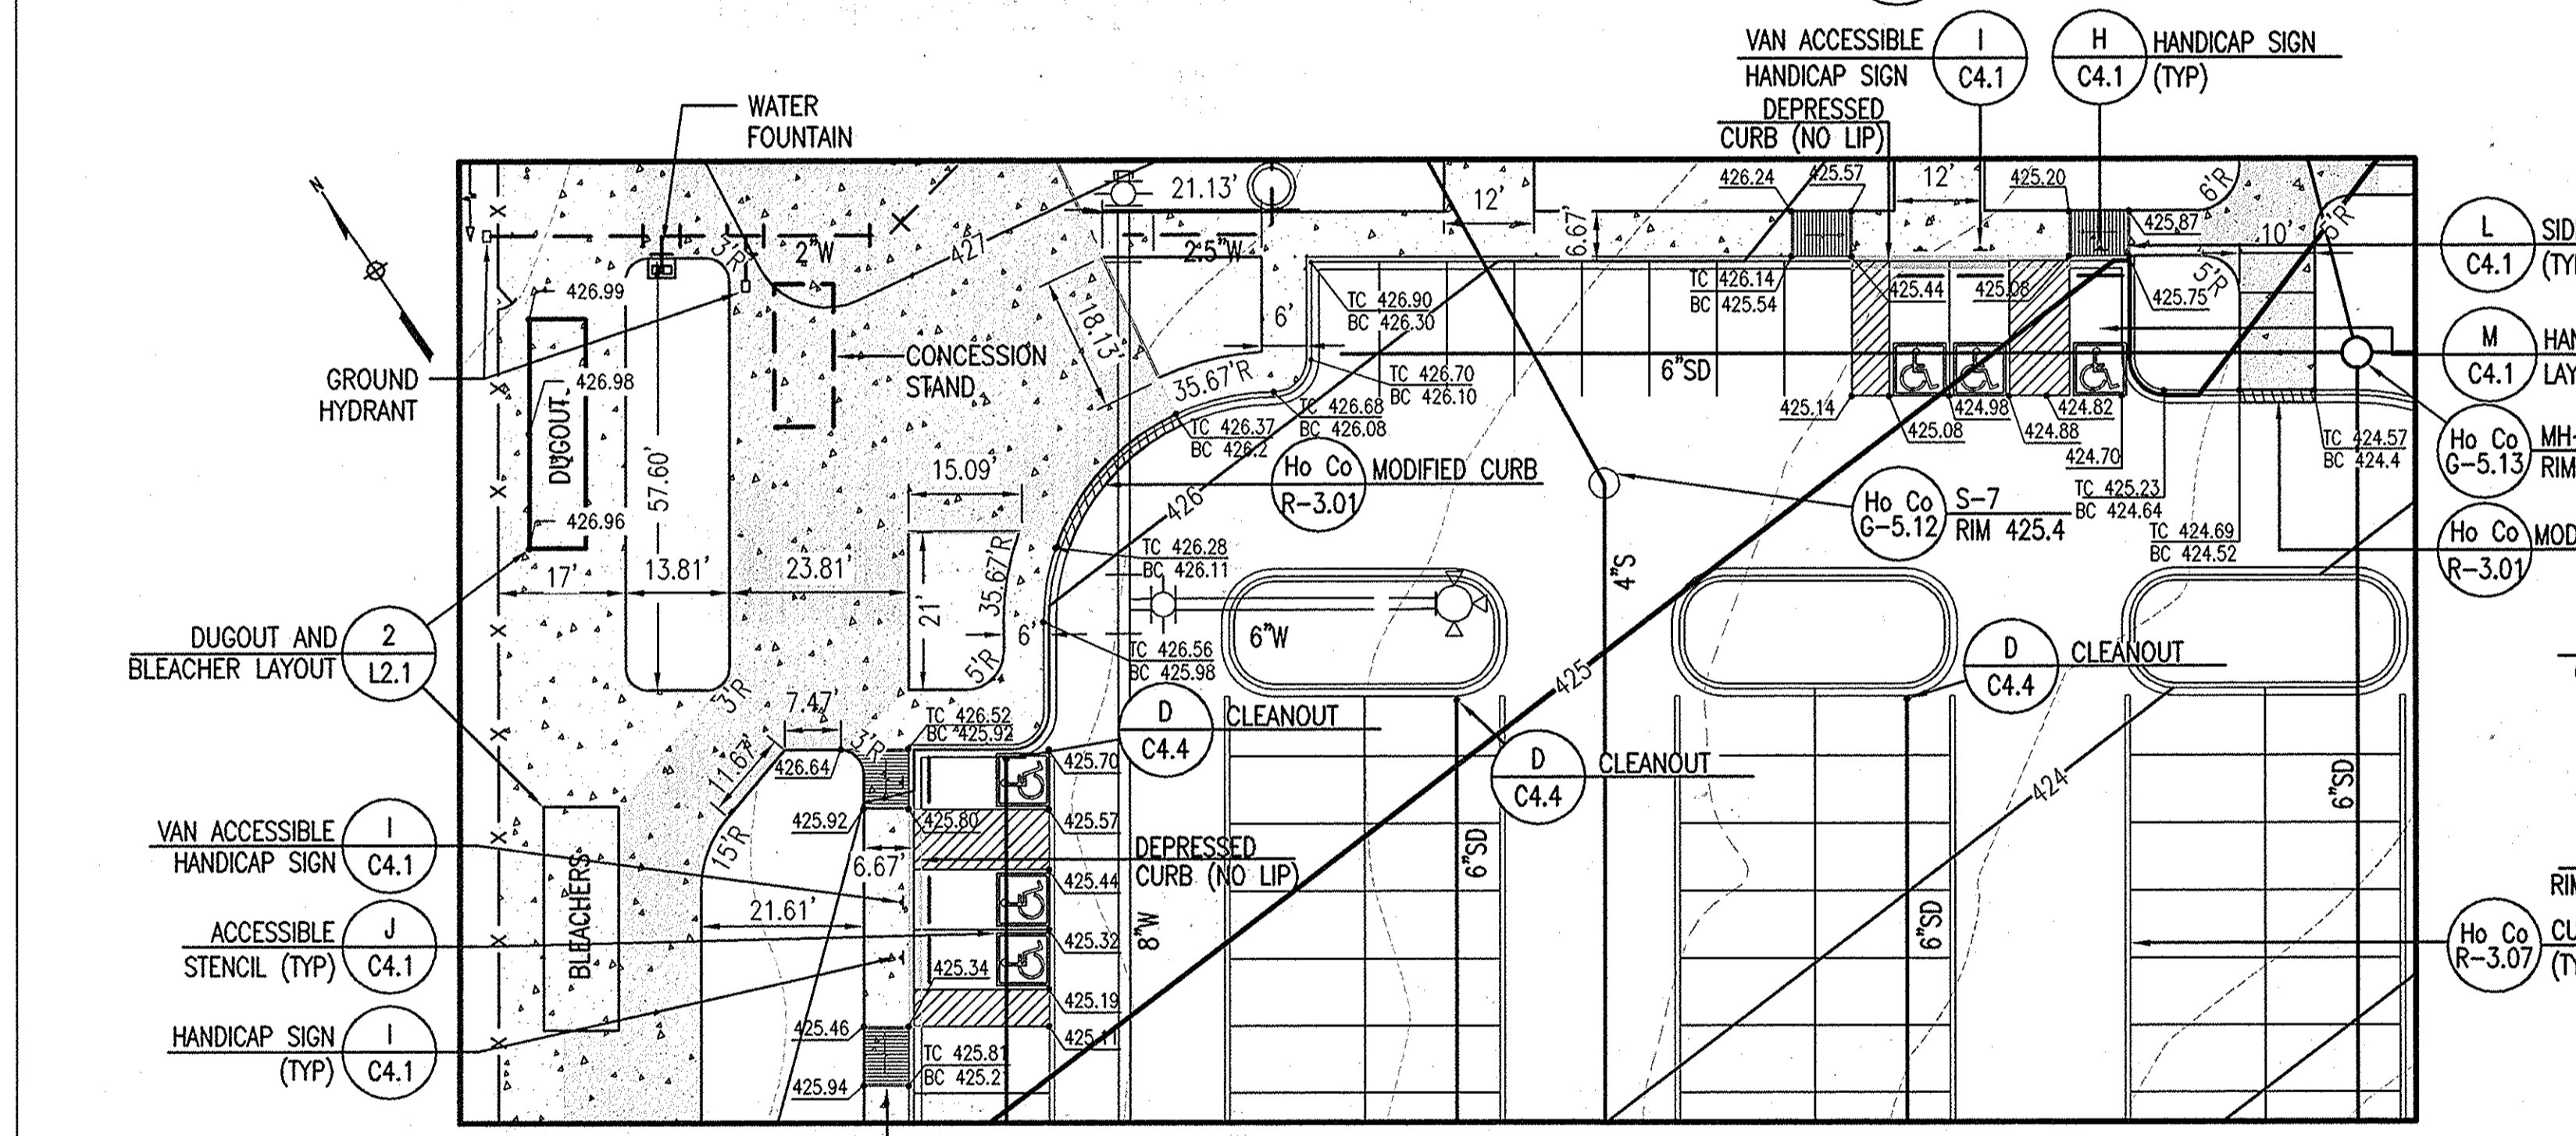 VAN ACCESSIBLE
HANDICAP SIGN
I
C4.1
H
C4.1
HANDICAP SIGN
(TYP)
DEPRESSED
CURB (NO LIP)
WATER
FOUNTAIN
N
21.13'
12'
426.24
425.57
12'
425.20
6'R
425.87
10'
L
C4.1
6.67'
3'R
2"W
427
2.5"W
426.99
18.13'
6'
TC 426.90
BC 426.30
TC 426.14
BC 425.54
425.44
425.08
425.75
5'R
M
C4.1
GROUND
HYDRANT
426.98
DUGOUT
CONCESSION
STAND
35.67'R
TC 426.70
BC 426.10
6"SD
TC 426.68
BC 426.08
TC 426.37
BC 426.2
425.14
425.08
424.98
424.88
424.82
424.70
TC 424.57
BC 424.4
Ho Co
G-5.13
MH-
RIM
57.60'
15.09'
Ho Co
R-3.01
MODIFIED CURB
426
426.96
Ho Co
G-5.12
S-7
RIM 425.4
TC 425.23
BC 424.64
TC 424.69
BC 424.52
Ho Co
R-3.01
17'
13.81'
23.81'
21'
35.67'R
6'
5'R
TC 426.28
BC 426.11
4"S
6"W
TC 426.56
BC 425.98
DUGOUT AND
BLEACHER LAYOUT
2
L2.1
D
C4.4
CLEANOUT
425
3'R
7.47'
3'R
TC 426.52
BC 425.92
D
C4.4
CLEANOUT
11.67'
426.64
425.70
D
C4.4
CLEANOUT
424
6"SD
425.92
425.80
425.57
VAN ACCESSIBLE
HANDICAP SIGN
I
C4.1
15'R
6.67'
DEPRESSED
CURB (NO LIP)
6"SD
425.44
BLEACHERS
21.61'
8"W
6"SD
425.32
ACCESSIBLE
STENCIL (TYP)
J
C4.1
425.34
Ho Co
R-3.07
425.19
HANDICAP SIGN
(TYP)
I
C4.1
425.46
425.11
TC 425.81
BC 425.21
425.94